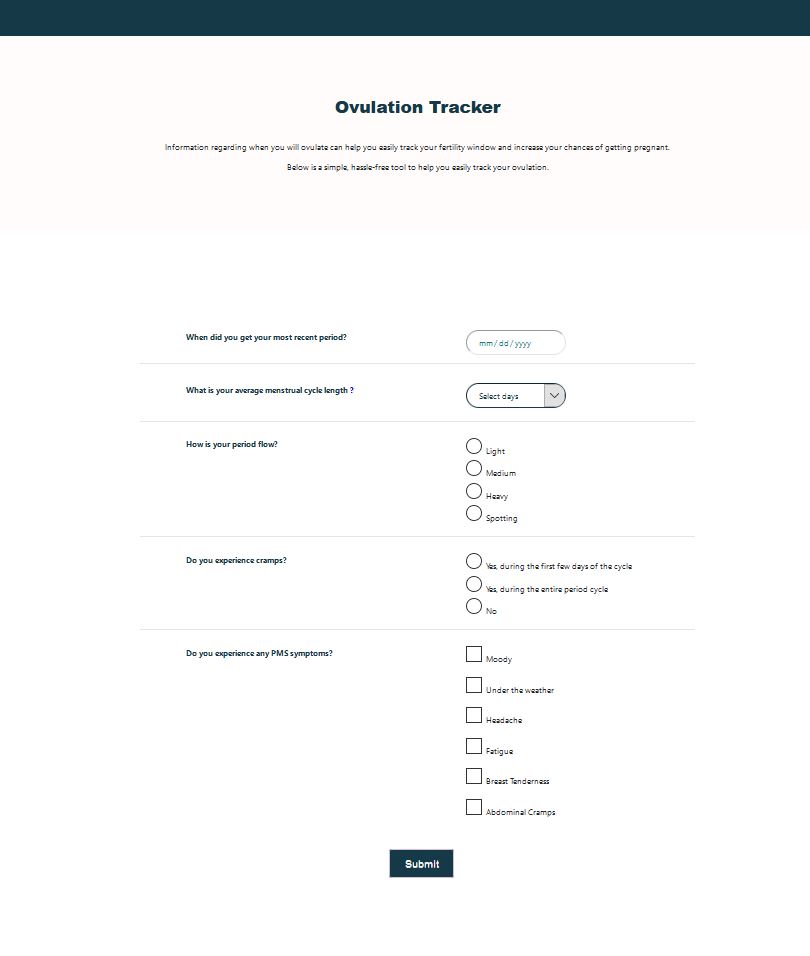 Ovulation Tracker
Information regarding when you will ovulate can help you easily track your fertility window and increase your chances of getting pregnant.
Below is a simple, hassle-free tool to help you easily track your ovulation.
When did you get your most recent period?
mm/dd/yyyy
What is your average menstrual cycle length ?
Select days
How is your period flow?
Light
Medium
Heavy
Spotting
Do you experience cramps?
Yes, during the first few days of the cycle
Yes, during the entire period cycle
No
Do you experience any PMS symptoms?
Moody
Under the weather
Headache
Fatigue
Breast Tenderness
Abdominal Cramps
Submit